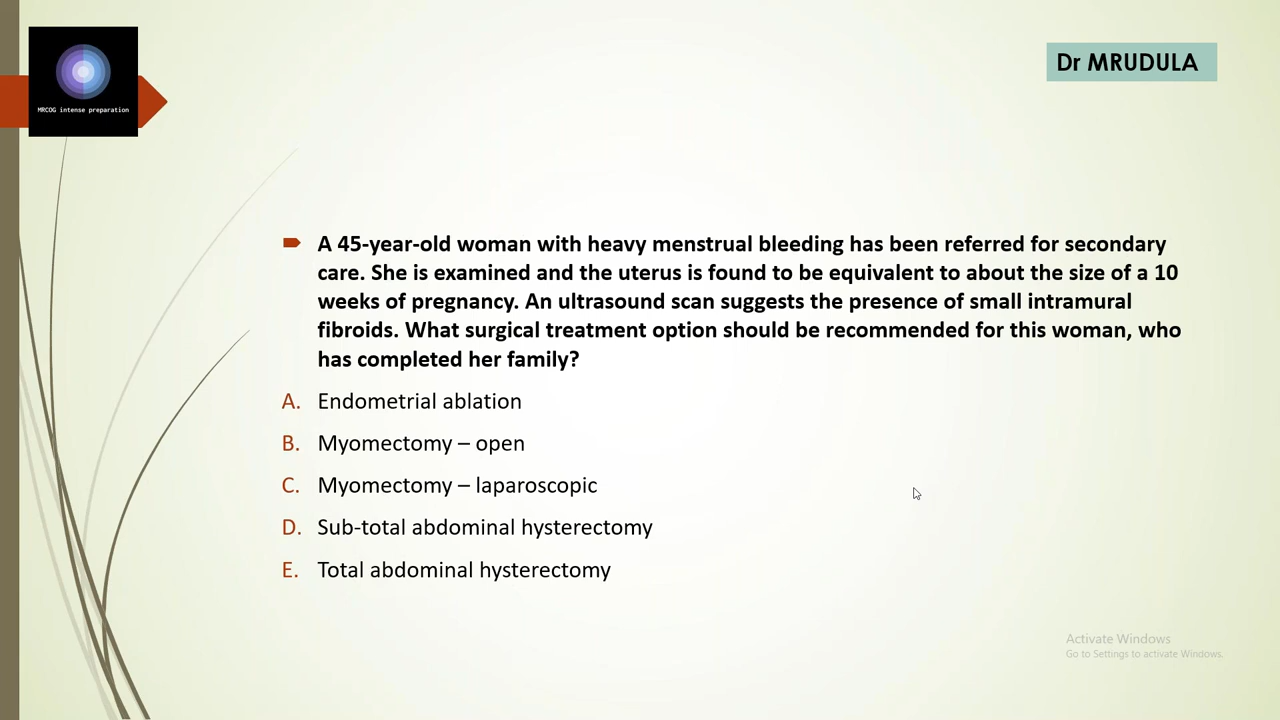 MRCOG intense preparation
Dr MRUDULA
A 45-year-old woman with heavy menstrual bleeding has been referred for secondary
care. She is examined and the uterus is found to be equivalent to about the size of a 10
weeks of pregnancy. An ultrasound scan suggests the presence of small intramural
fibroids. What surgical treatment option should be recommended for this woman, who
has completed her family?
A. Endometrial ablation
B. Myomectomy – open
C. Myomectomy – laparoscopic
D. Sub-total abdominal hysterectomy
E. Total abdominal hysterectomy
Activate Windows
Go to Settings to activate Windows.